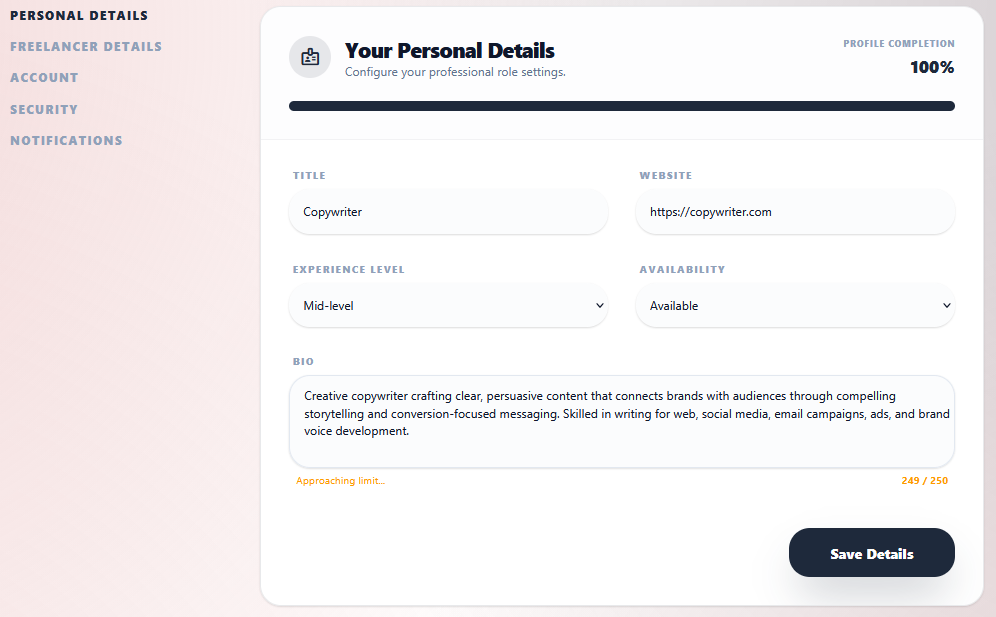 PERSONAL DETAILS
FREELANCER DETAILS
ACCOUNT
SECURITY
NOTIFICATIONS
Your Personal Details
Configure your professional role settings.
PROFILE COMPLETION
100%
TITLE
Copywriter
WEBSITE
https://copywriter.com
EXPERIENCE LEVEL
Mid-level
AVAILABILITY
Available
BIO
Creative copywriter crafting clear, persuasive content that connects brands with audiences through compelling
storytelling and conversion-focused messaging. Skilled in writing for web, social media, email campaigns, ads, and brand
voice development.
Approaching limit...
249 / 250
Save Details